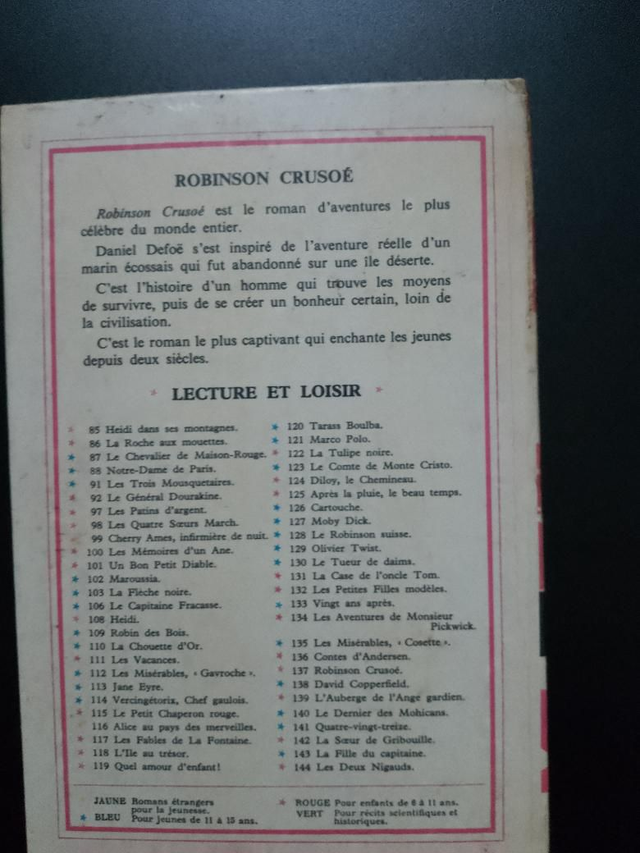 ROBINSON CRUSOÉ
Robinson Crusoé est le roman d'aventures le plus
célèbre du monde entier.
Daniel Defoë s'est inspiré de l'aventure réelle d'un
marin écossais qui fut abandonné sur une île déserte.
C'est l'histoire d'un homme qui trouve les moyens
de survivre, puis de se créer un bonheur certain, loin de
la civilisation.
C'est le roman le plus captivant qui enchante les jeunes
depuis deux siècles.
* LECTURE ET LOISIR *
* 85 Heidi dans ses montagnes.
* 86 La Roche aux mouettes.
* 87 Le Chevalier de Maison-Rouge.
* 88 Notre-Dame de Paris.
* 91 Les Trois Mousquetaires.
* 92 Le Général Dourakine.
* 97 Les Patins d'argent.
* 98 Les Quatre Sœurs March.
99 Cherry Ames, infirmière de nuit.
* 100 Les Mémoires d'un Ane.
* 101 Un Bon Petit Diable.
* 102 Maroussia.
* 103 La Flèche noire.
* 106 Le Capitaine Fracasse.
* 108 Heidi.
* 109 Robin des Bois.
* 110 La Chouette d'Or.
* 111 Les Vacances.
* 112 Les Misérables, « Gavroche ».
* 113 Jane Eyre.
* 114 Vercingétorix, Chef gaulois.
* 115 Le Petit Chaperon rouge.
116 Alice au pays des merveilles.
* 117 Les Fables de La Fontaine.
* 118 L'Ile au trésor.
* 119 Quel amour d'enfant!
* 120 Tarass Boulba.
* 121 Marco Polo.
* 122 La Tulipe noire.
* 123 Le Comte de Monte Cristo.
* 124 Diloy, le Chemineau.
* 125 Après la pluie, le beau temps.
* 126 Cartouche.
* 127 Moby Dick.
* 128 Le Robinson suisse.
* 129 Olivier Twist.
* 130 Le Tueur de daims.
* 131 La Case de l'oncle Tom.
* 132 Les Petites Filles modèles.
* 133 Vingt ans après.
* 134 Les Aventures de Monsieur
Pickwick.
* 135 Les Misérables, « Cosette ».
* 136 Contes d'Andersen.
* 137 Robinson Crusoé.
* 138 David Copperfield.
* 139 L'Auberge de l'Ange gardien.
* 140 Le Dernier des Mohicans.
* 141 Quatre-vingt-treize.
* 142 La Sœur de Gribouille.
* 143 La Fille du capitaine.
* 144 Les Deux Nigauds.
JAUNE Romans étrangers
pour la jeunesse.
* BLEU Pour jeunes de 11 à 15 ans.
* ROUGE Pour enfants de 6 à 11 ans.
VERT Pour récits scientifiques et
historiques.